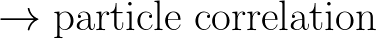 → particle correlation